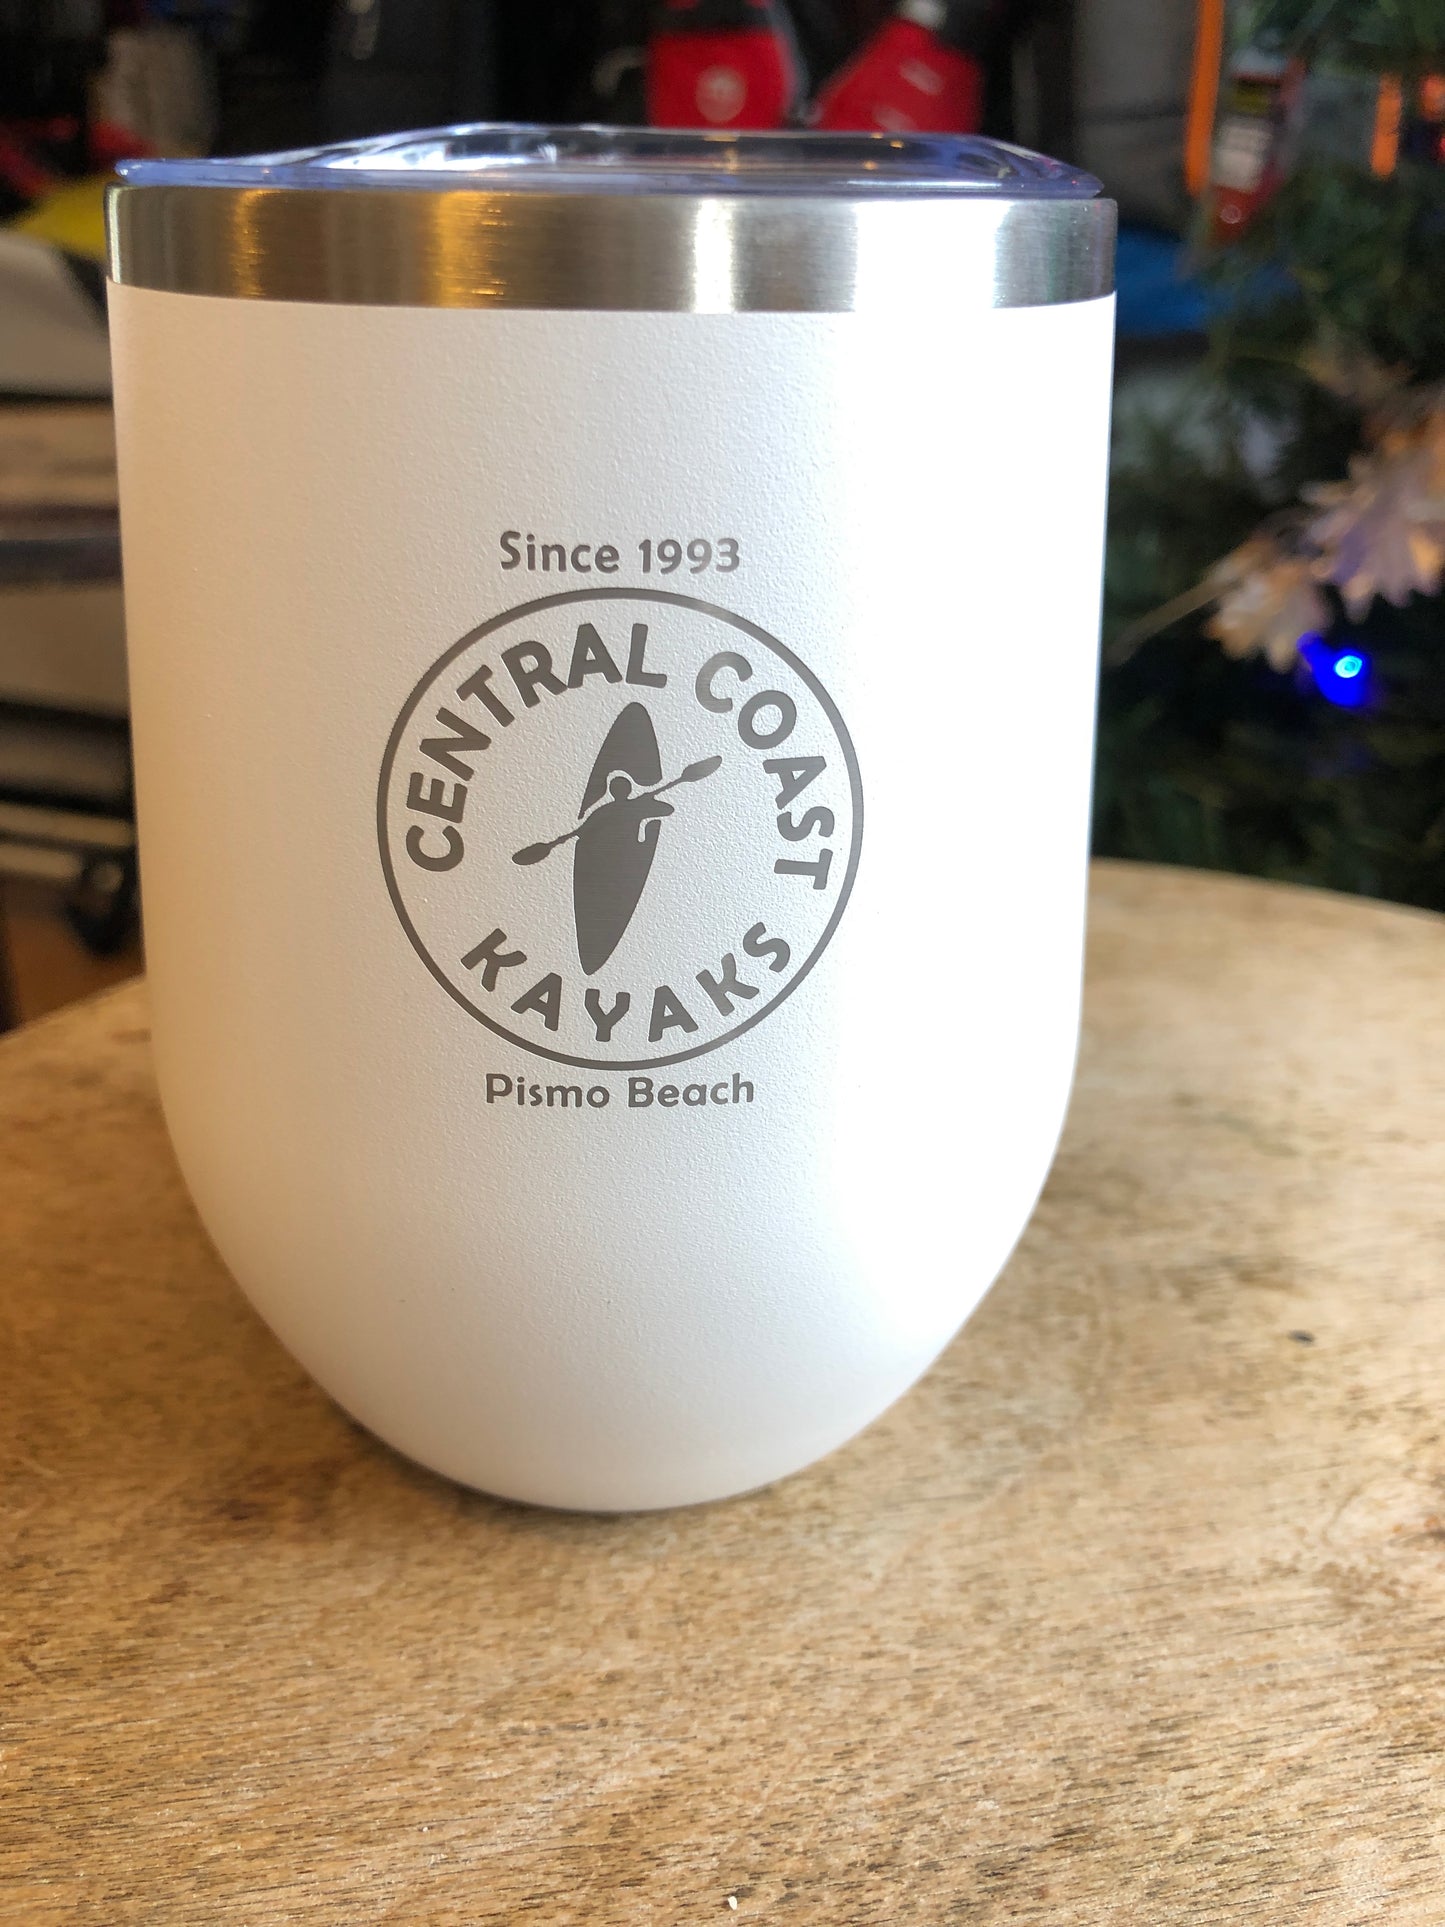 Since 1993
CENTRAL COAST
KAYAKS
Pismo Beach